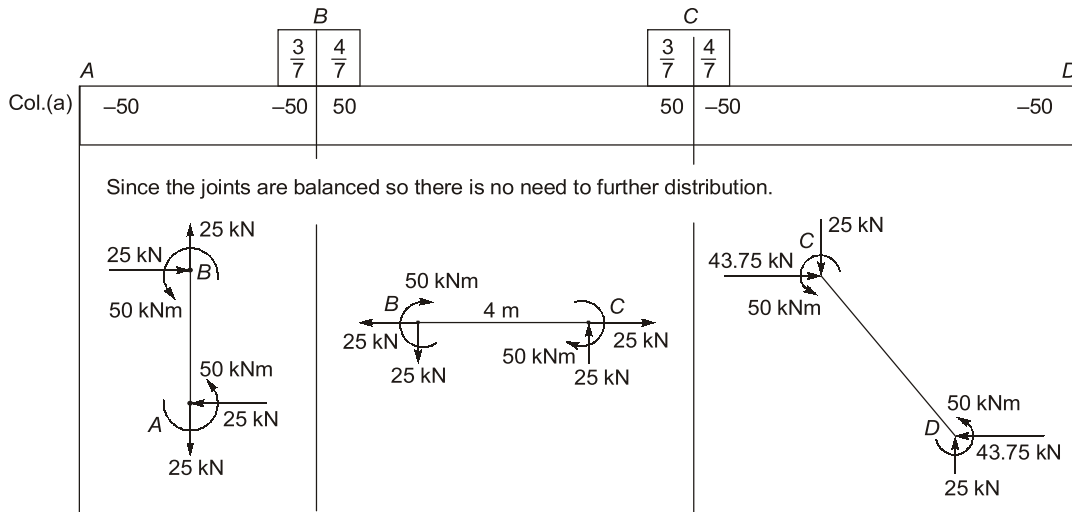 B C
3/7 4/7 3/7 4/7
A D
Col.(a) –50 –50 50 50 –50 –50
Since the joints are balanced so there is no need to further distribution.
25 kN
25 kN
B
50 kNm
50 kNm
A
25 kN
25 kN
50 kNm
B 4 m C
25 kN 50 kNm 25 kN
25 kN 25 kN
25 kN
C
43.75 kN
50 kNm
50 kNm
D
43.75 kN
25 kN